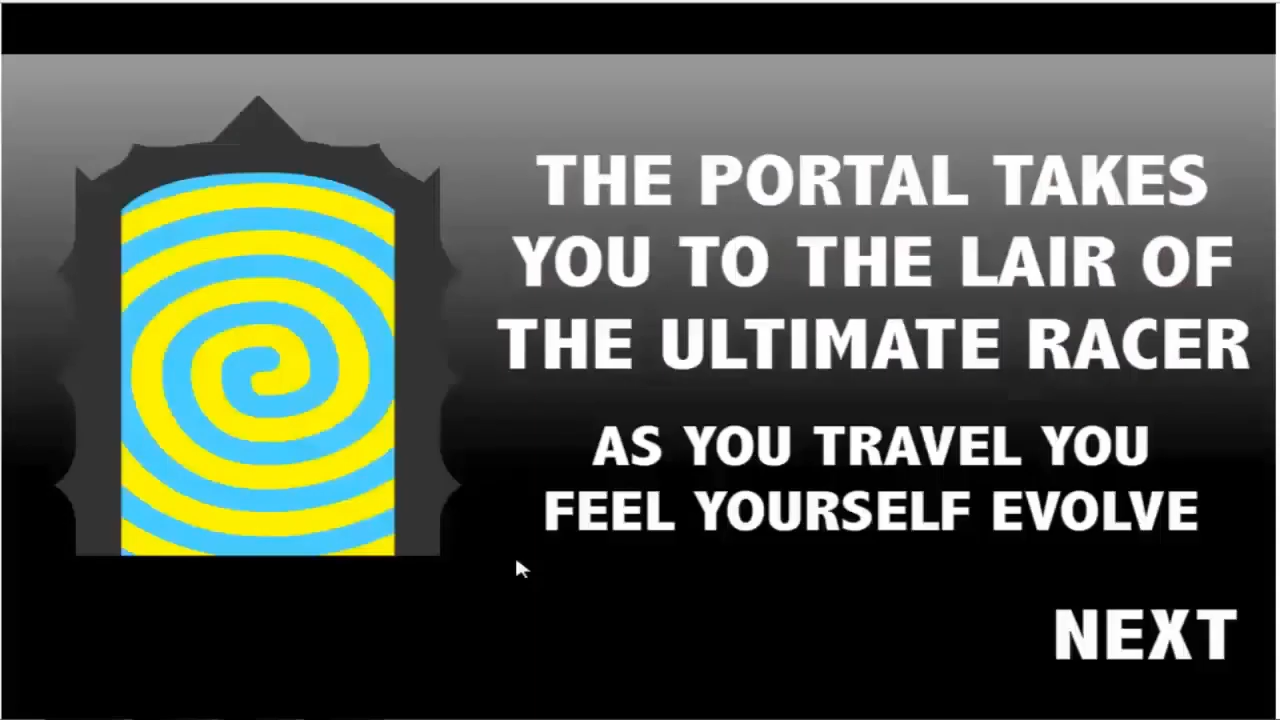 THE PORTAL TAKES
YOU TO THE LAIR OF
THE ULTIMATE RACER
AS YOU TRAVEL YOU
FEEL YOURSELF EVOLVE
NEXT